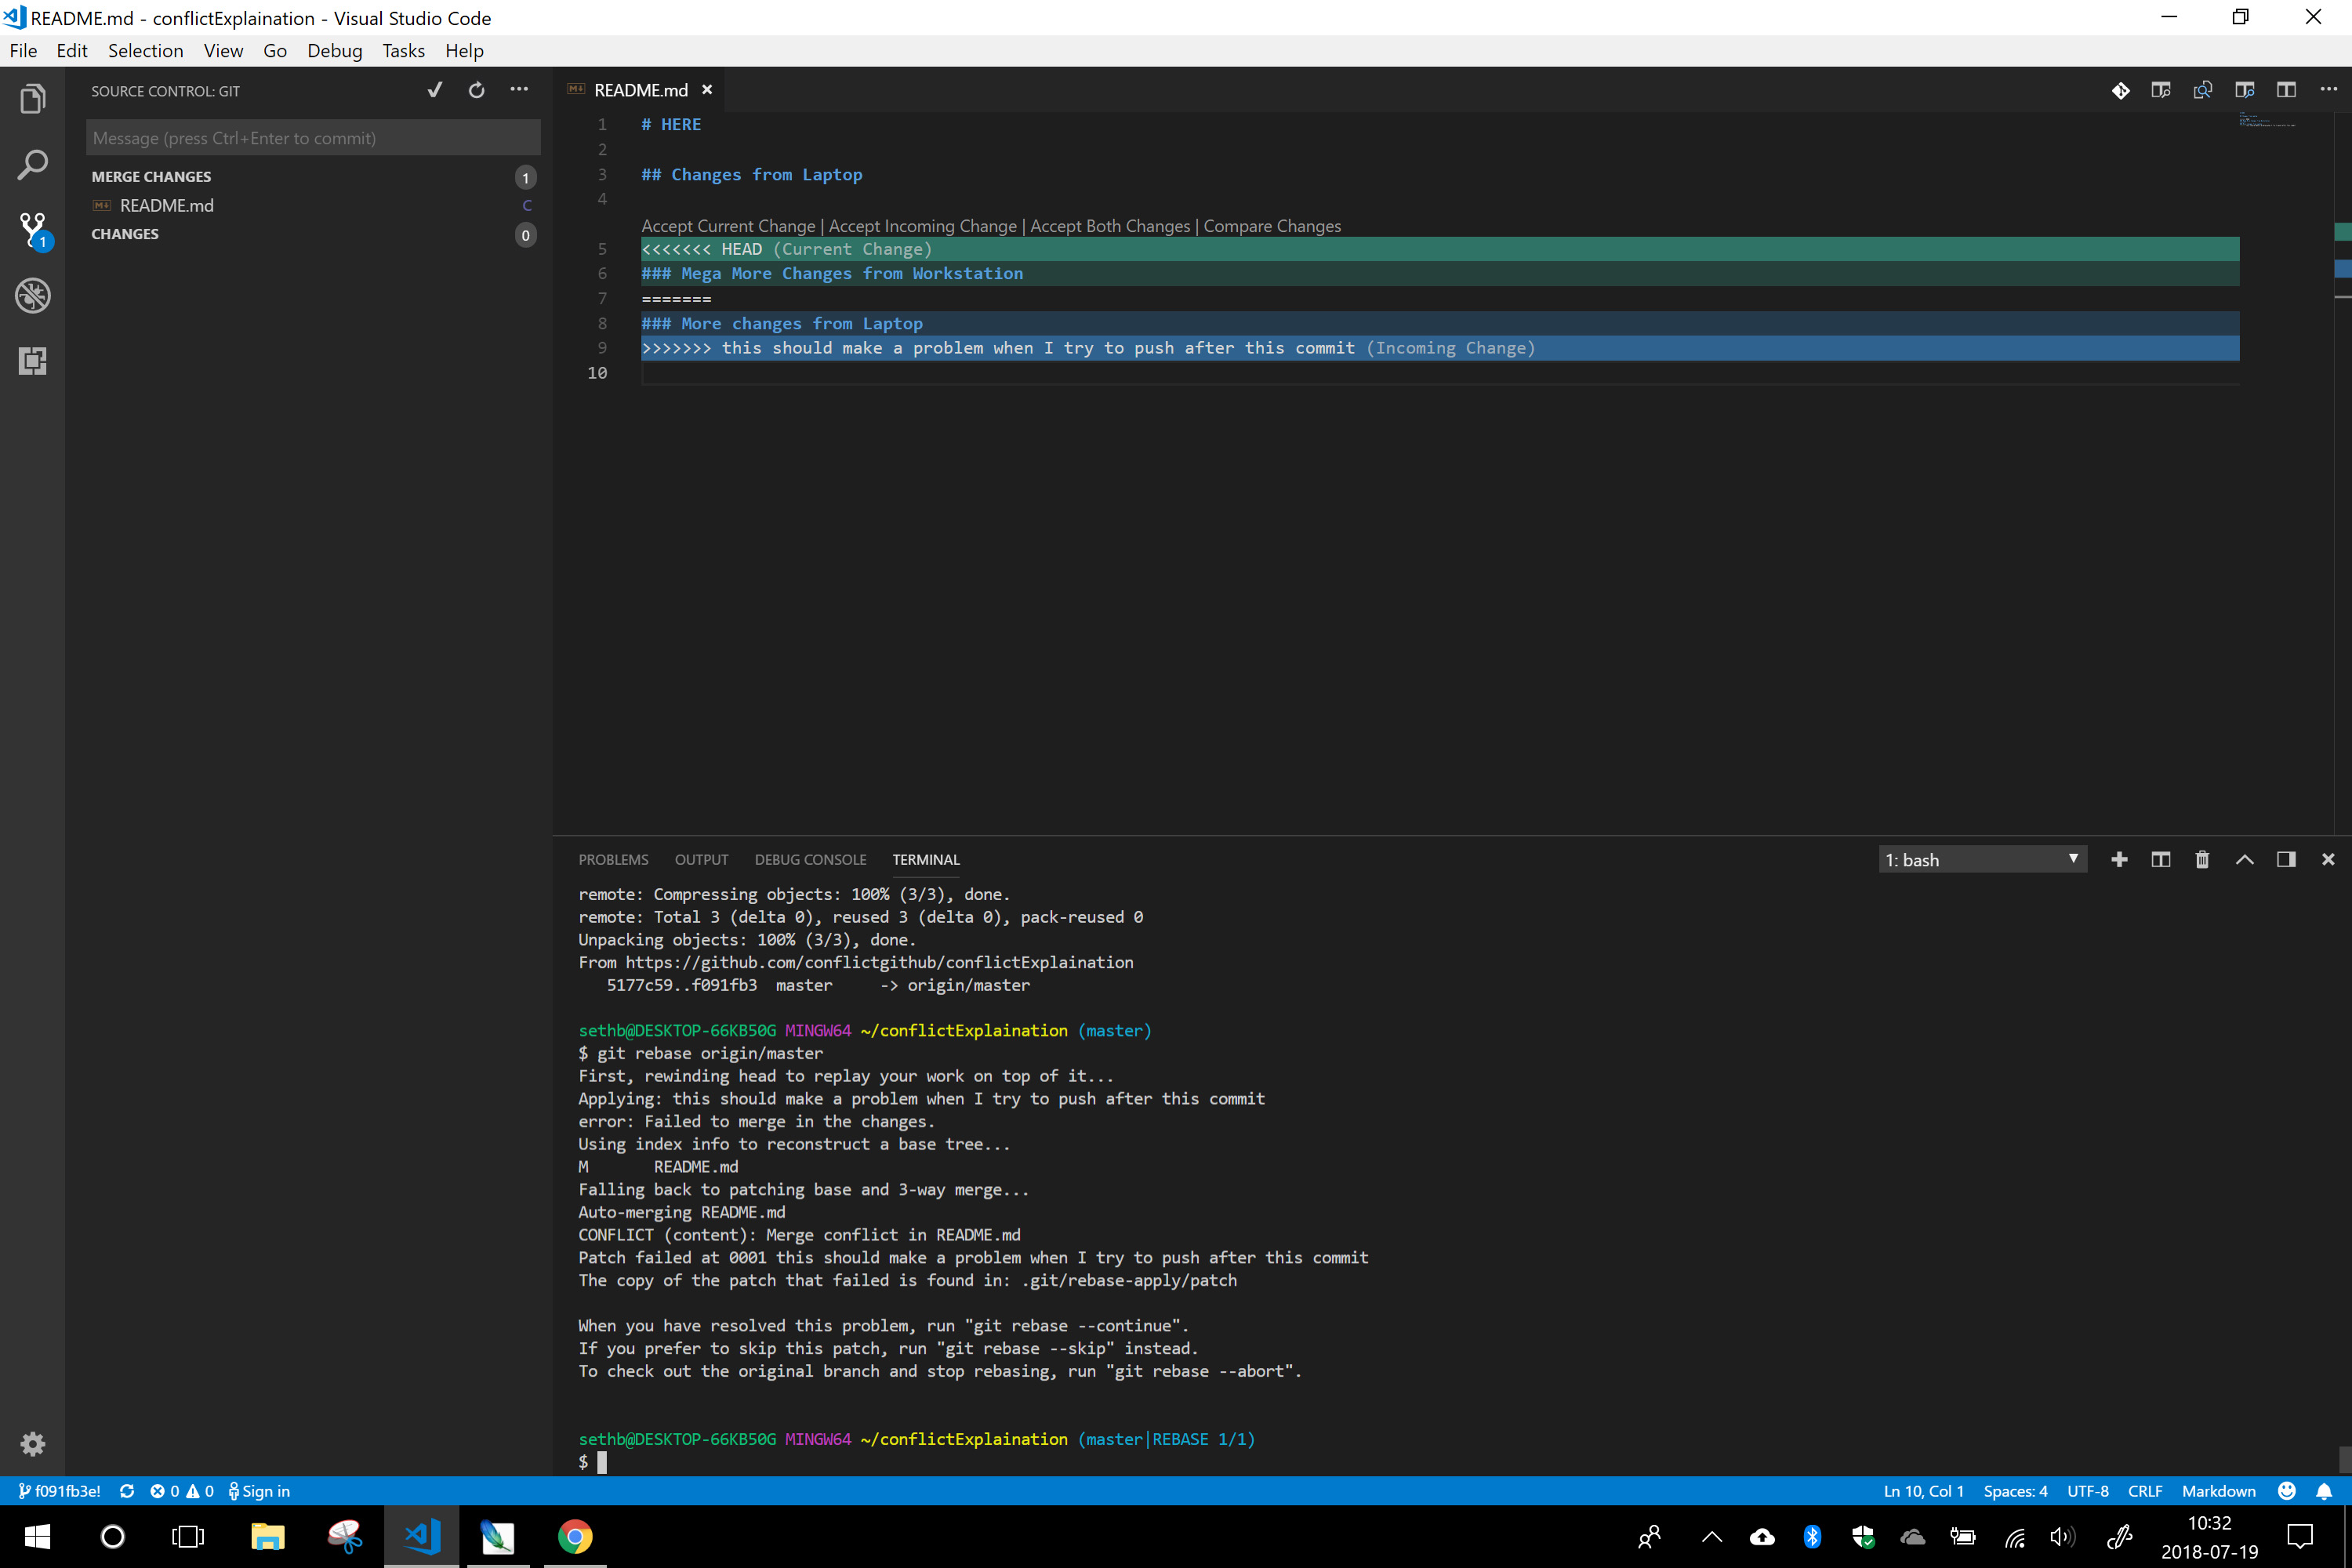 README.md - conflictExplaination - Visual Studio Code
File Edit Selection View Go Debug Tasks Help
SOURCE CONTROL: GIT
Message (press Ctrl+Enter to commit)
MERGE CHANGES 1
README.md C
CHANGES 0
1
README.md
1 # HERE
2
3 ## Changes from Laptop
4
Accept Current Change | Accept Incoming Change | Accept Both Changes | Compare Changes
5 <<<<<<< HEAD (Current Change)
6 ### Mega More Changes from Workstation
7 =======
8 ### More changes from Laptop
9 >>>>>>> this should make a problem when I try to push after this commit (Incoming Change)
10
PROBLEMS OUTPUT DEBUG CONSOLE TERMINAL
1: bash
remote: Compressing objects: 100% (3/3), done.
remote: Total 3 (delta 0), reused 3 (delta 0), pack-reused 0
Unpacking objects: 100% (3/3), done.
From https://github.com/conflictgithub/conflictExplaination
5177c59..f091fb3 master -> origin/master
sethb@DESKTOP-66KB50G MINGW64 ~/conflictExplaination (master)
$ git rebase origin/master
First, rewinding head to replay your work on top of it...
Applying: this should make a problem when I try to push after this commit
error: Failed to merge in the changes.
Using index info to reconstruct a base tree...
M README.md
Falling back to patching base and 3-way merge...
Auto-merging README.md
CONFLICT (content): Merge conflict in README.md
Patch failed at 0001 this should make a problem when I try to push after this commit
The copy of the patch that failed is found in: .git/rebase-apply/patch
When you have resolved this problem, run "git rebase --continue".
If you prefer to skip this patch, run "git rebase --skip" instead.
To check out the original branch and stop rebasing, run "git rebase --abort".
sethb@DESKTOP-66KB50G MINGW64 ~/conflictExplaination (master|REBASE 1/1)
$
f091fb3e! 0 0 Sign in
Ln 10, Col 1 Spaces: 4 UTF-8 CRLF Markdown
10:32
2018-07-19